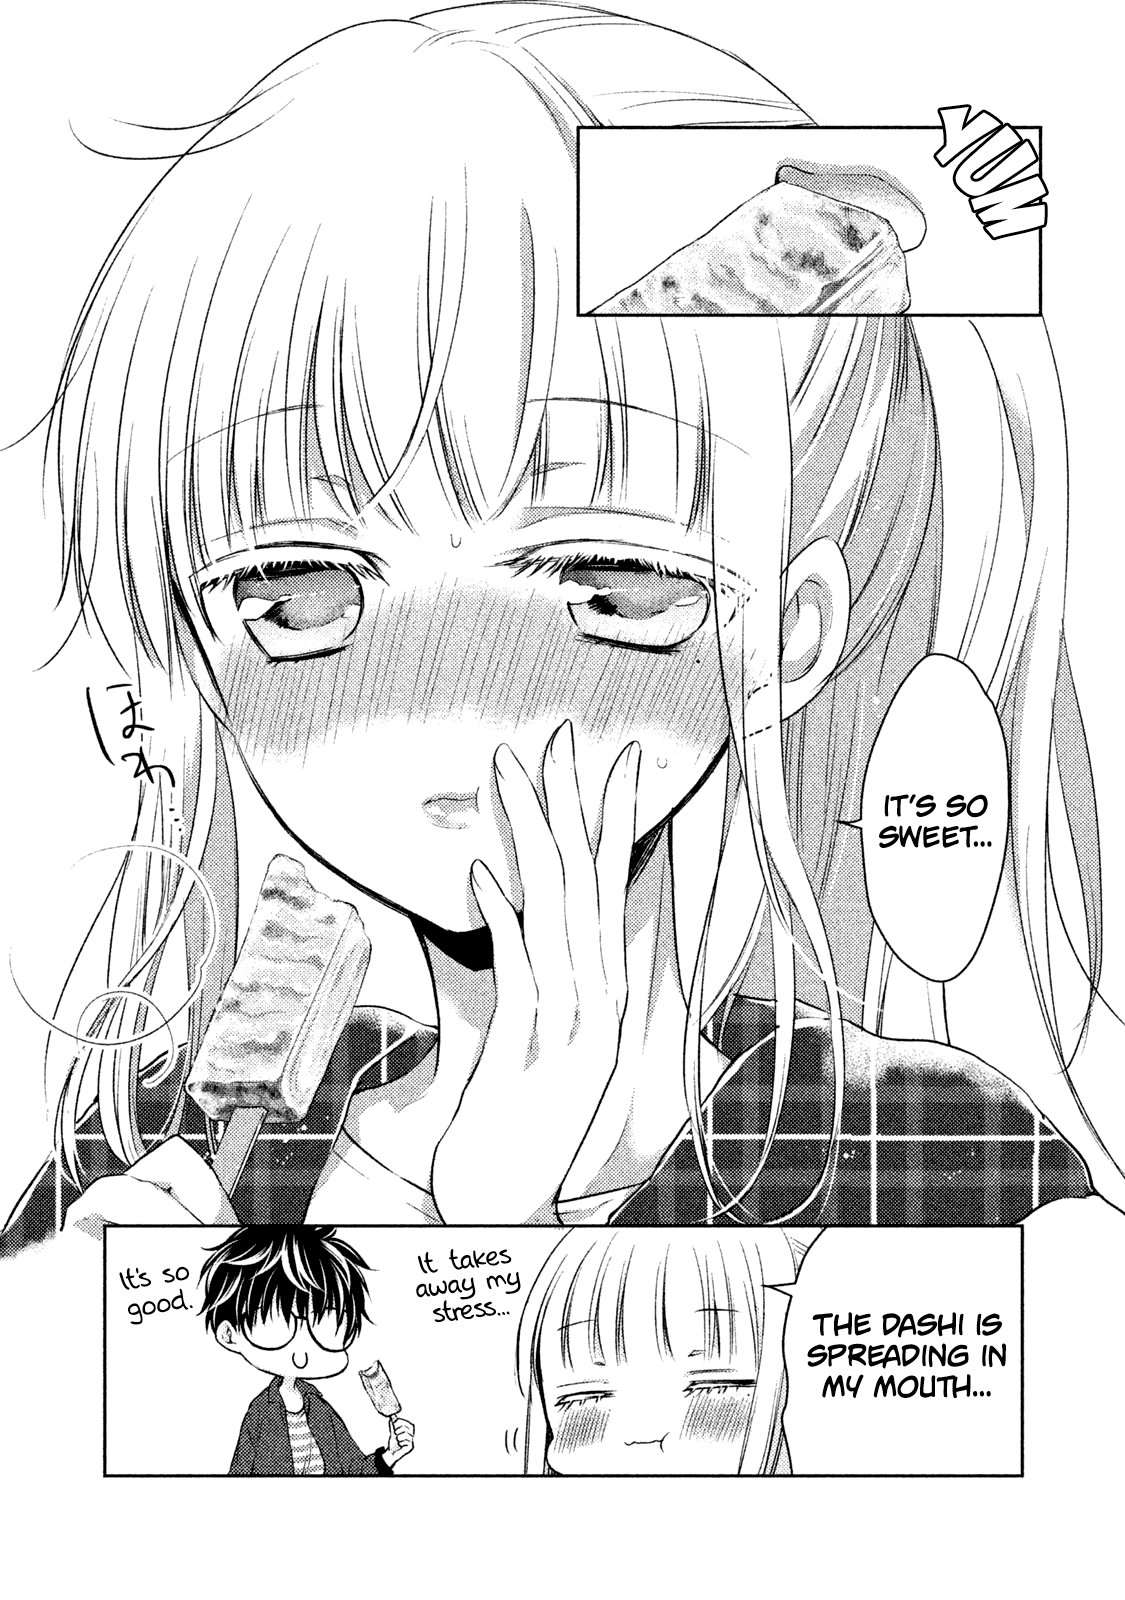 YUM
IT'S SO
SWEET...
ほわ
THE DASHI IS
SPREADING IN
MY MOUTH...
It takes
away my
stress...
It's so
good.